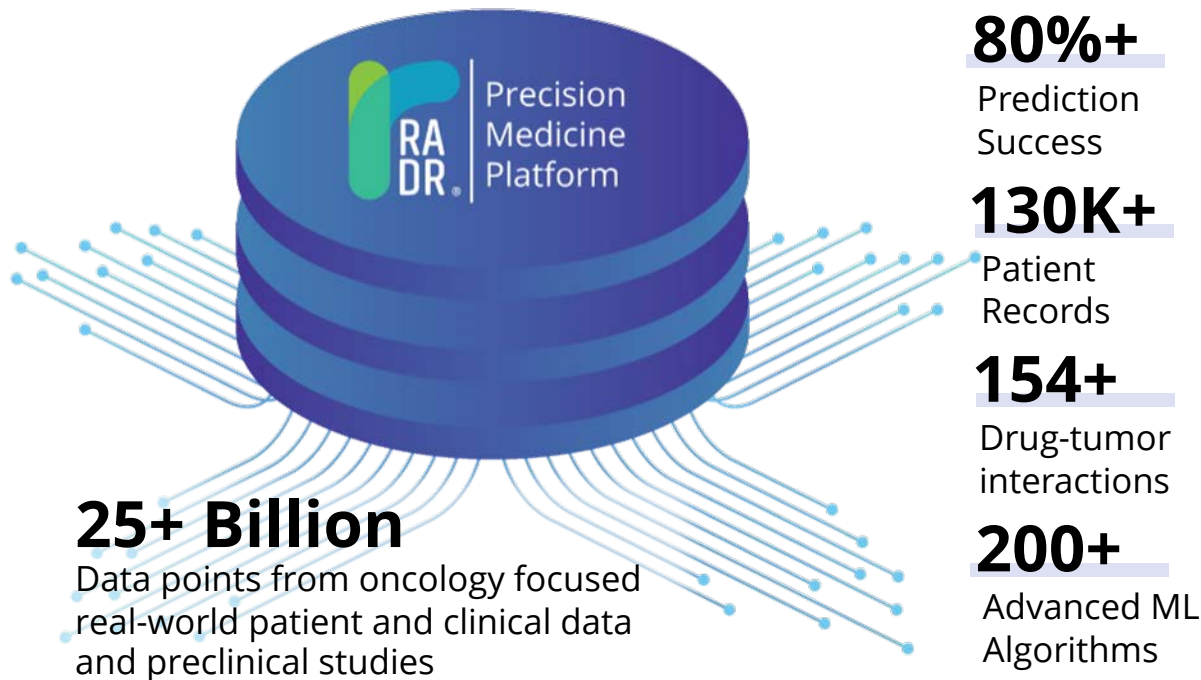 RA
DR®
Precision
Medicine
Platform
80%+
Prediction
Success
130K+
Patient
Records
154+
Drug-tumor
interactions
200+
Advanced ML
Algorithms
25+ Billion
Data points from oncology focused
real-world patient and clinical data
and preclinical studies